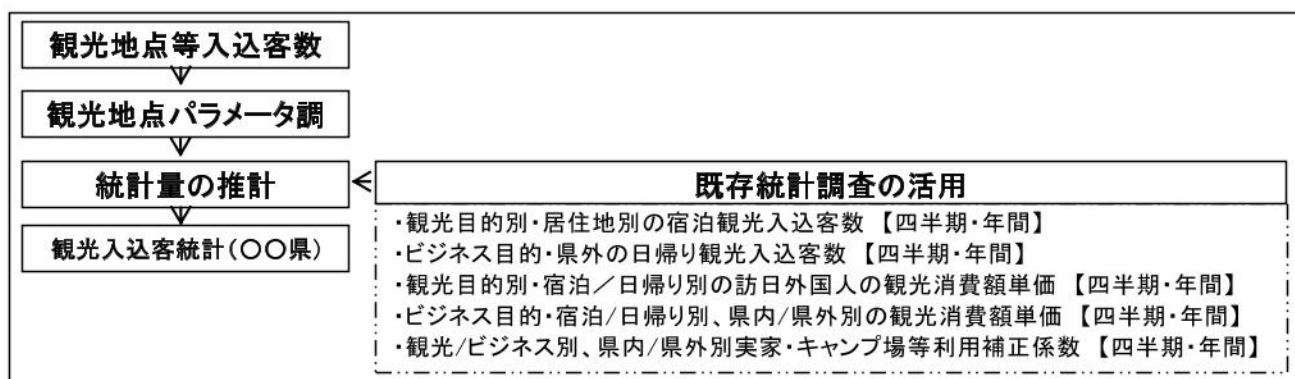 観光地点等入込客数
観光地点パラメータ調
統計量の推計
観光入込客統計(〇〇県)
既存統計調査の活用
・観光目的別・居住地別の宿泊観光入込客数 【四半期・年間】
・ビジネス目的・県外の日帰り観光入込客数 【四半期・年間】
・観光目的別・宿泊／日帰り別の訪日外国人の観光消費額単価 【四半期・年間】
・ビジネス目的・宿泊/日帰り別、県内/県外別の観光消費額単価 【四半期・年間】
・観光/ビジネス別、県内/県外別実家・キャンプ場等利用補正係数 【四半期・年間】